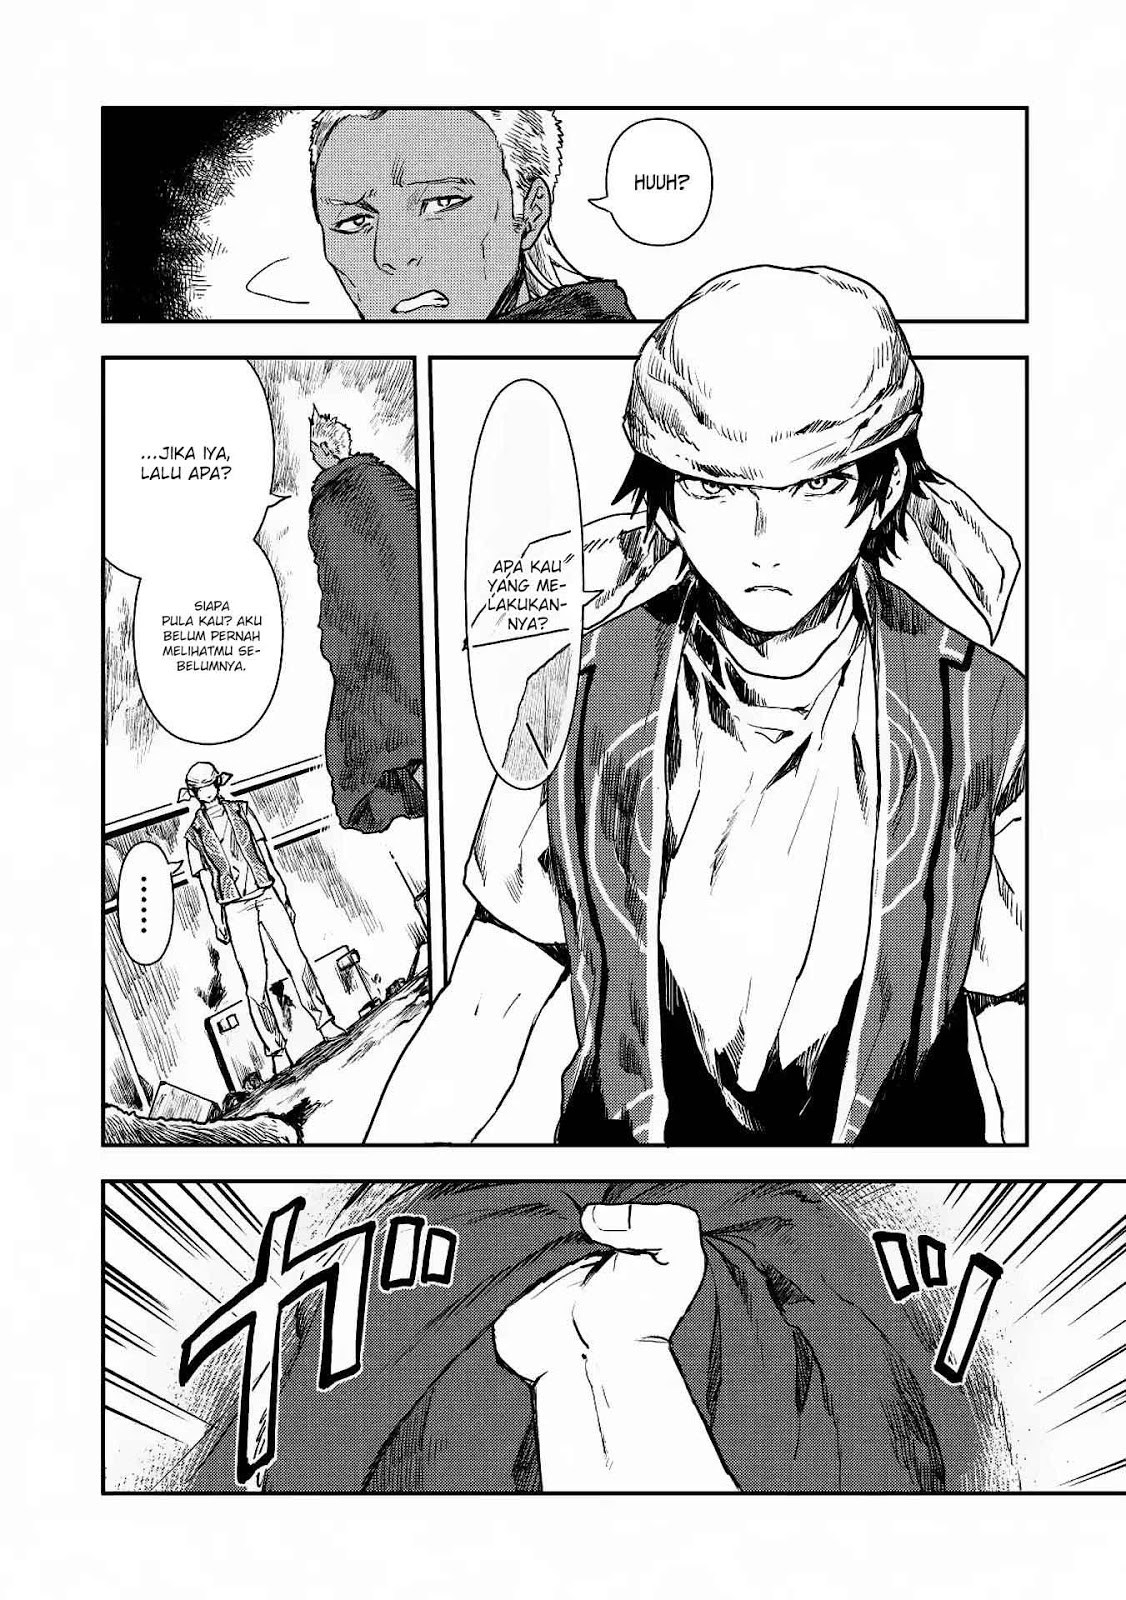 HUUH?
APA KAU
YANG ME-
LAKUKAN-
NYA?
...JIKA IYA,
LALU APA?
SIAPA
PULA KAU? AKU
BELUM PERNAH
MELIHATMU SE-
BELUMNYA.
......
ガッ